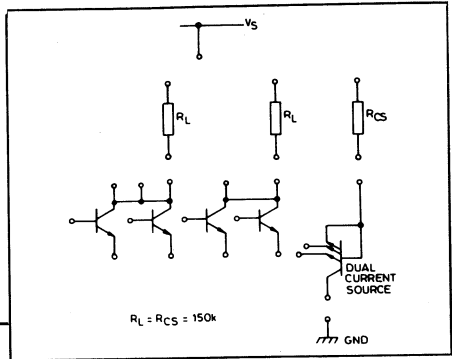 VS
RL
RL
RCS
DUAL
CURRENT
SOURCE
RL = RCS = 150k
GND